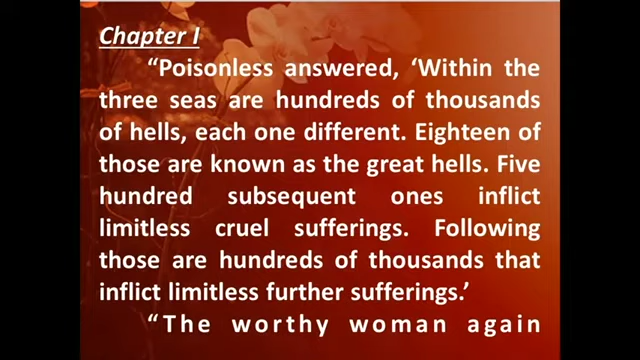 Chapter I
“Poisonless answered, ‘Within the
three seas are hundreds of thousands
of hells, each one different. Eighteen of
those are known as the great hells. Five
hundred subsequent ones inflict
limitless cruel sufferings. Following
those are hundreds of thousands that
inflict limitless further sufferings.’
“The worthy woman again